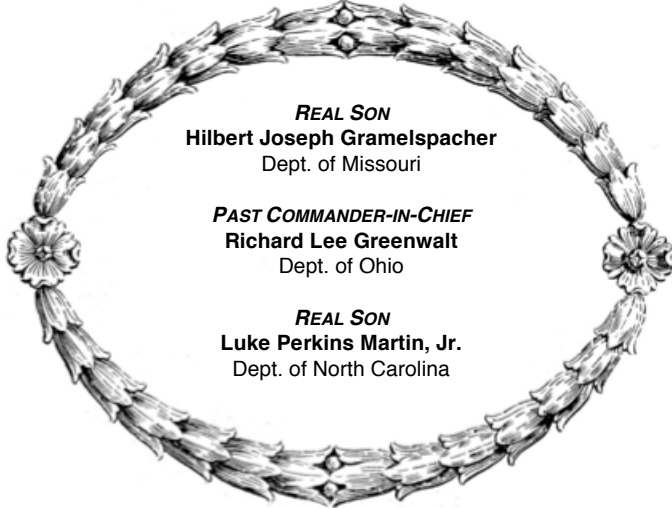 REAL SON
Hilbert Joseph Gramelspacher
Dept. of Missouri
PAST COMMANDER-IN-CHIEF
Richard Lee Greenwalt
Dept. of Ohio
REAL SON
Luke Perkins Martin, Jr.
Dept. of North Carolina